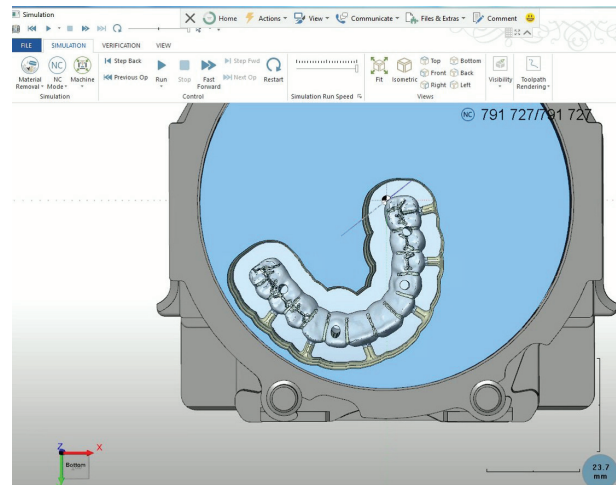 Simulation
Home Actions View Communicate Files & Extras Comment
FILE SIMULATION VERIFICATION VIEW
Material Removal NC Mode Machine
Simulation
Step Back
Previous Op
Run Stop Fast Forward
Step Fwd
Next Op
Restart
Control
Simulation Run Speed
Fit Isometric
Top Bottom
Front Back
Right Left
Views
Visibility
Toolpath Rendering
NC 791 727/791 727
Z X
Bottom
23.7 mm